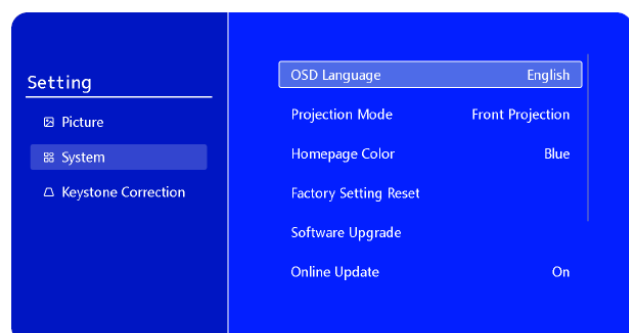 Setting
Picture
System
Keystone Correction
OSD Language English
Projection Mode Front Projection
Homepage Color Blue
Factory Setting Reset
Software Upgrade
Online Update On